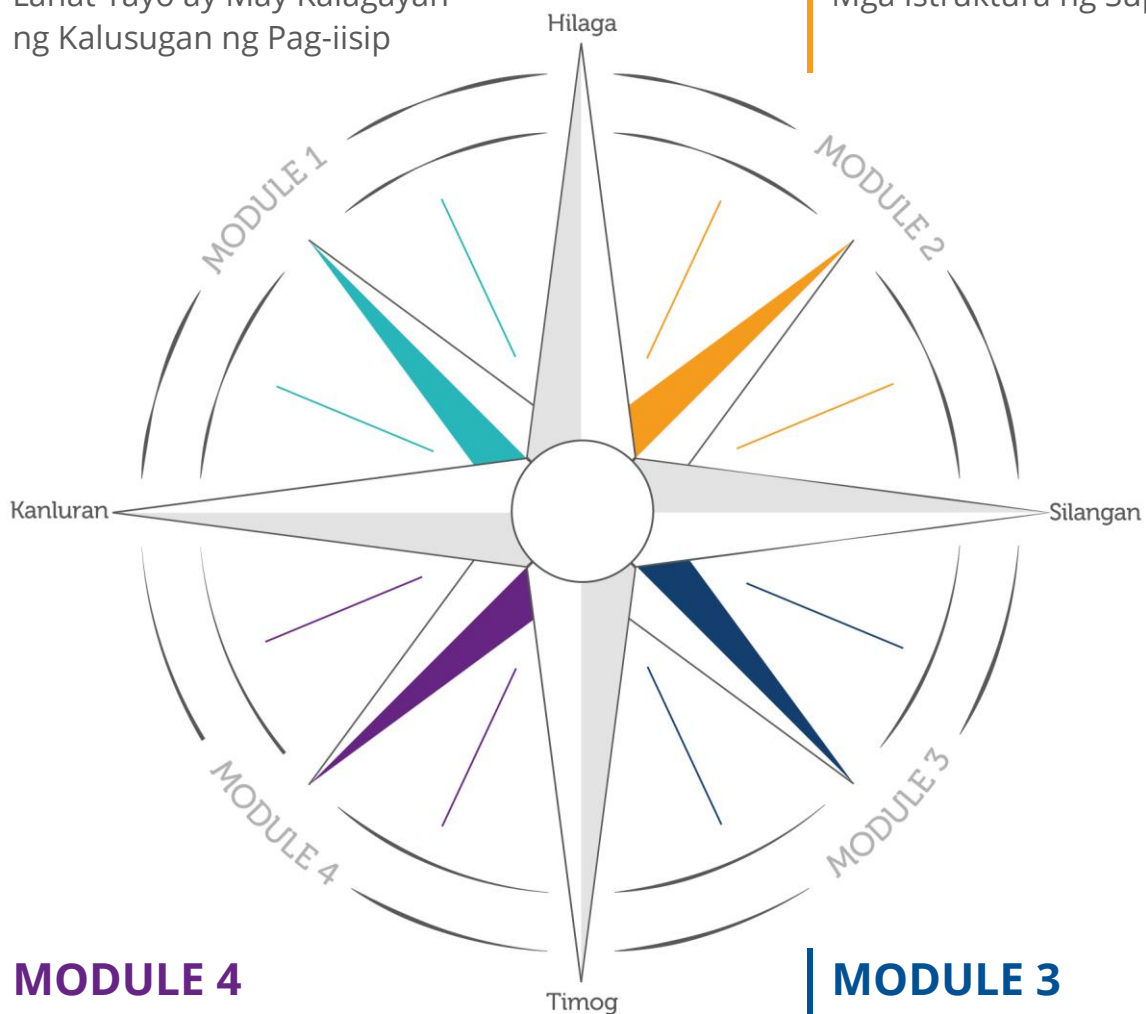 ng Kalusugan ng Pag-iisip
Hilaga
MODULE 1
MODULE 2
Kanluran
Silangan
MODULE 4
MODULE 3
MODULE 4
MODULE 3
Timog